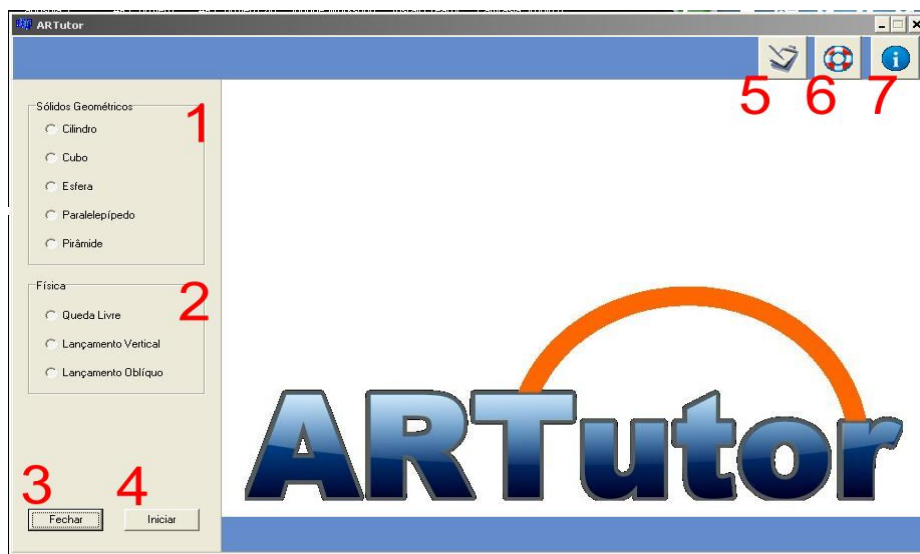 ARTutor
5 6 7
Sólidos Geométricos
1
Cilindro
Cubo
Esfera
Paralelepípedo
Pirâmide
Física
2
Queda Livre
Lançamento Vertical
Lançamento Oblíquo
ARTutor
3 4
Fechar Iniciar